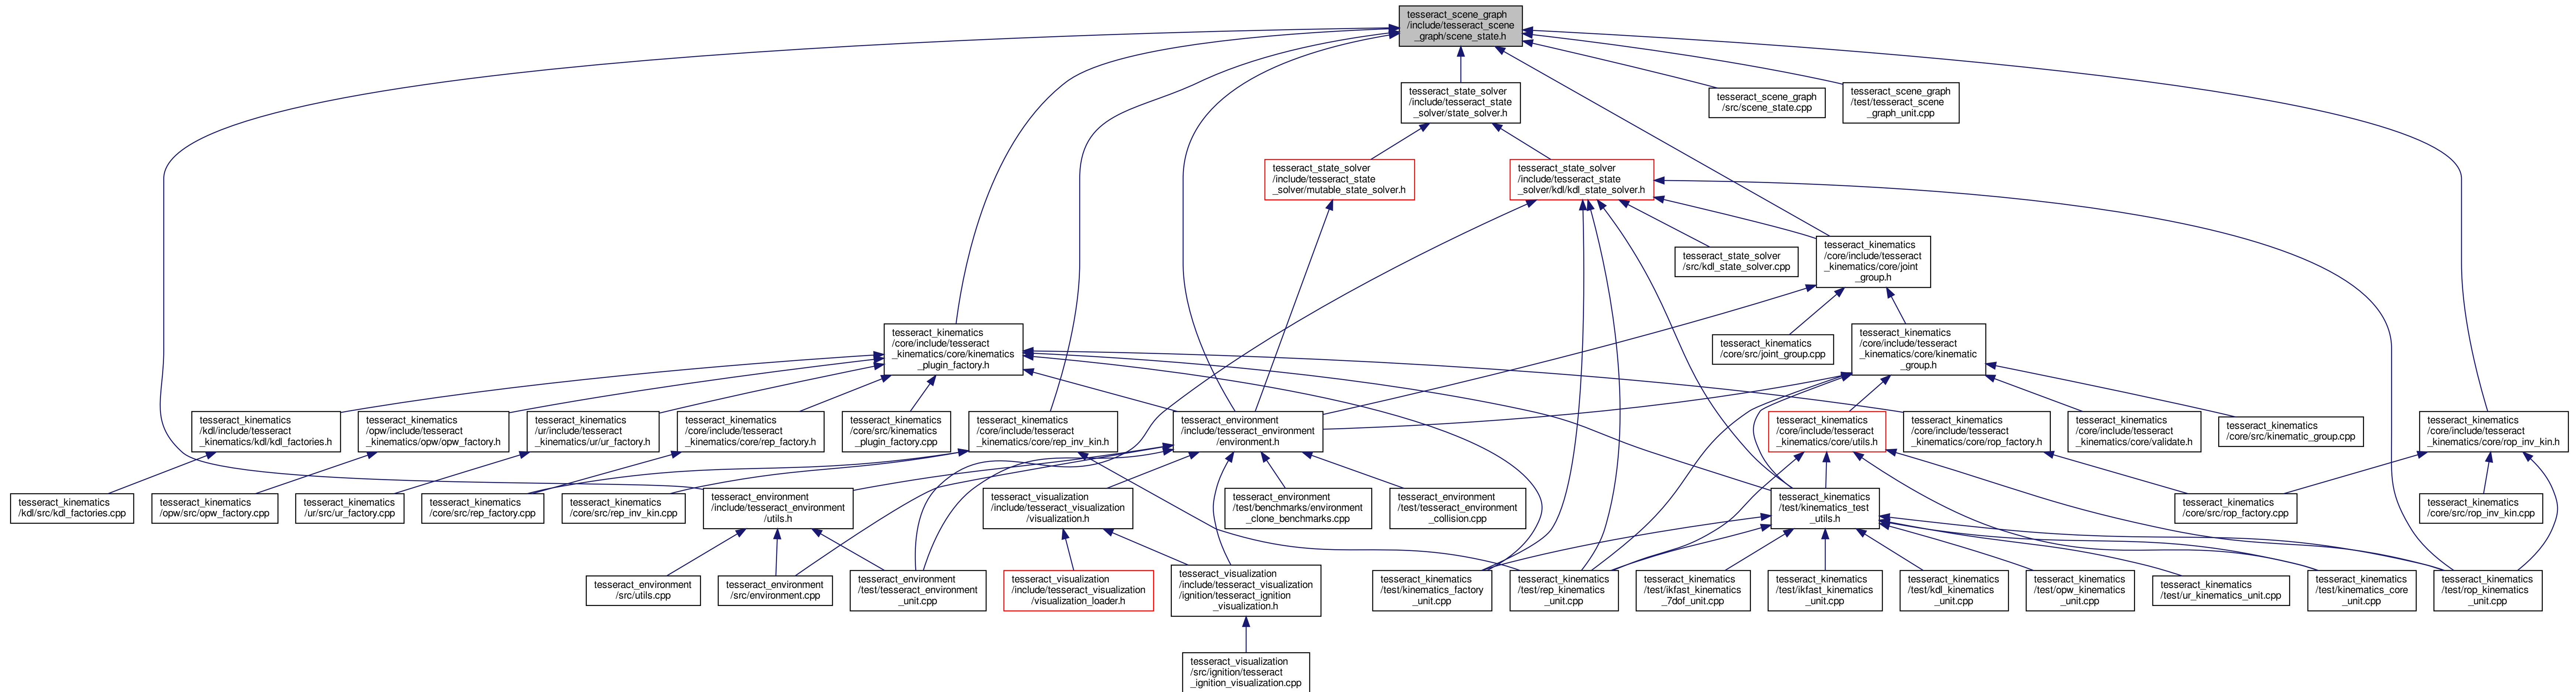 tesseract_scene_graph
/include/tesseract_scene
_graph/scene_state.h
tesseract_state_solver
/include/tesseract_state
_solver/state_solver.h
tesseract_scene_graph
/src/scene_state.cpp
tesseract_scene_graph
/test/tesseract_scene
_graph_unit.cpp
tesseract_state_solver
/include/tesseract_state
_solver/mutable_state_solver.h
tesseract_state_solver
/include/tesseract_state
_solver/kdl/kdl_state_solver.h
tesseract_state_solver
/src/kdl_state_solver.cpp
tesseract_kinematics
/core/include/tesseract
_kinematics/core/joint
_group.h
tesseract_kinematics
/core/include/tesseract
_kinematics/core/kinematics
_plugin_factory.h
tesseract_kinematics
/core/src/joint_group.cpp
tesseract_kinematics
/core/include/tesseract
_kinematics/core/kinematic
_group.h
tesseract_kinematics
/kdl/include/tesseract
_kinematics/kdl/kdl_factories.h
tesseract_kinematics
/opw/include/tesseract
_kinematics/opw/opw_factory.h
tesseract_kinematics
/ur/include/tesseract
_kinematics/ur/ur_factory.h
tesseract_kinematics
/core/include/tesseract
_kinematics/core/rep_factory.h
tesseract_kinematics
/core/src/kinematics
_plugin_factory.cpp
tesseract_kinematics
/core/include/tesseract
_kinematics/core/rep_inv_kin.h
tesseract_environment
/include/tesseract_environment
/environment.h
tesseract_kinematics
/core/include/tesseract
_kinematics/core/utils.h
tesseract_kinematics
/core/include/tesseract
_kinematics/core/rop_factory.h
tesseract_kinematics
/core/include/tesseract
_kinematics/core/validate.h
tesseract_kinematics
/core/src/kinematic_group.cpp
tesseract_kinematics
/core/include/tesseract
_kinematics/core/rop_inv_kin.h
tesseract_kinematics
/kdl/src/kdl_factories.cpp
tesseract_kinematics
/opw/src/opw_factory.cpp
tesseract_kinematics
/ur/src/ur_factory.cpp
tesseract_kinematics
/core/src/rep_factory.cpp
tesseract_kinematics
/core/src/rep_inv_kin.cpp
tesseract_environment
/include/tesseract_environment
/utils.h
tesseract_visualization
/include/tesseract_visualization
/visualization.h
tesseract_environment
/test/benchmarks/environment
_clone_benchmarks.cpp
tesseract_environment
/test/tesseract_environment
_collision.cpp
tesseract_kinematics
/test/kinematics_test
_utils.h
tesseract_kinematics
/core/src/rop_factory.cpp
tesseract_kinematics
/core/src/rop_inv_kin.cpp
tesseract_environment
/src/utils.cpp
tesseract_environment
/src/environment.cpp
tesseract_environment
/test/tesseract_environment
_unit.cpp
tesseract_visualization
/include/tesseract_visualization
/visualization_loader.h
tesseract_visualization
/include/tesseract_visualization
/ignition/tesseract_ignition
_visualization.h
tesseract_kinematics
/test/kinematics_factory
_unit.cpp
tesseract_kinematics
/test/rep_kinematics
_unit.cpp
tesseract_kinematics
/test/ikfast_kinematics
_7dof_unit.cpp
tesseract_kinematics
/test/ikfast_kinematics
_unit.cpp
tesseract_kinematics
/test/kdl_kinematics
_unit.cpp
tesseract_kinematics
/test/opw_kinematics
_unit.cpp
tesseract_kinematics
/test/ur_kinematics_unit.cpp
tesseract_kinematics
/test/kinematics_core
_unit.cpp
tesseract_kinematics
/test/rop_kinematics
_unit.cpp
tesseract_visualization
/src/ignition/tesseract
_ignition_visualization.cpp